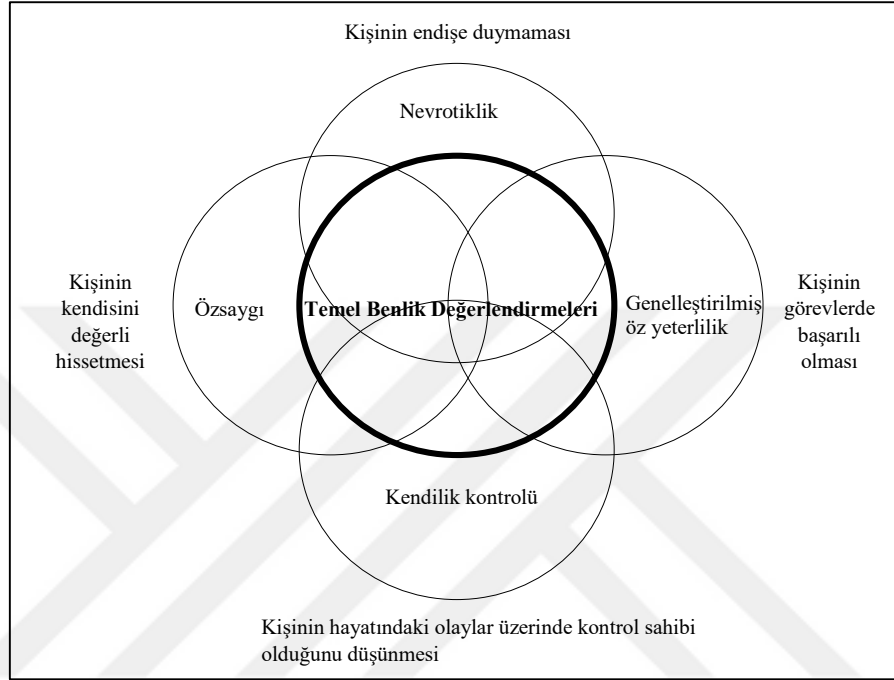 Kişinin endişe duymaması
Nevrotiklik
Kişinin
kendisini
değerli
hissetmesi
Özsaygı
Temel Benlik Değerlendirmeleri
Genelleştirilmiş
öz yeterlilik
Kişinin
görevlerde
başarılı
olması
Kendilik kontrolü
Kişinin hayatındaki olaylar üzerinde kontrol sahibi
olduğunu düşünmesi